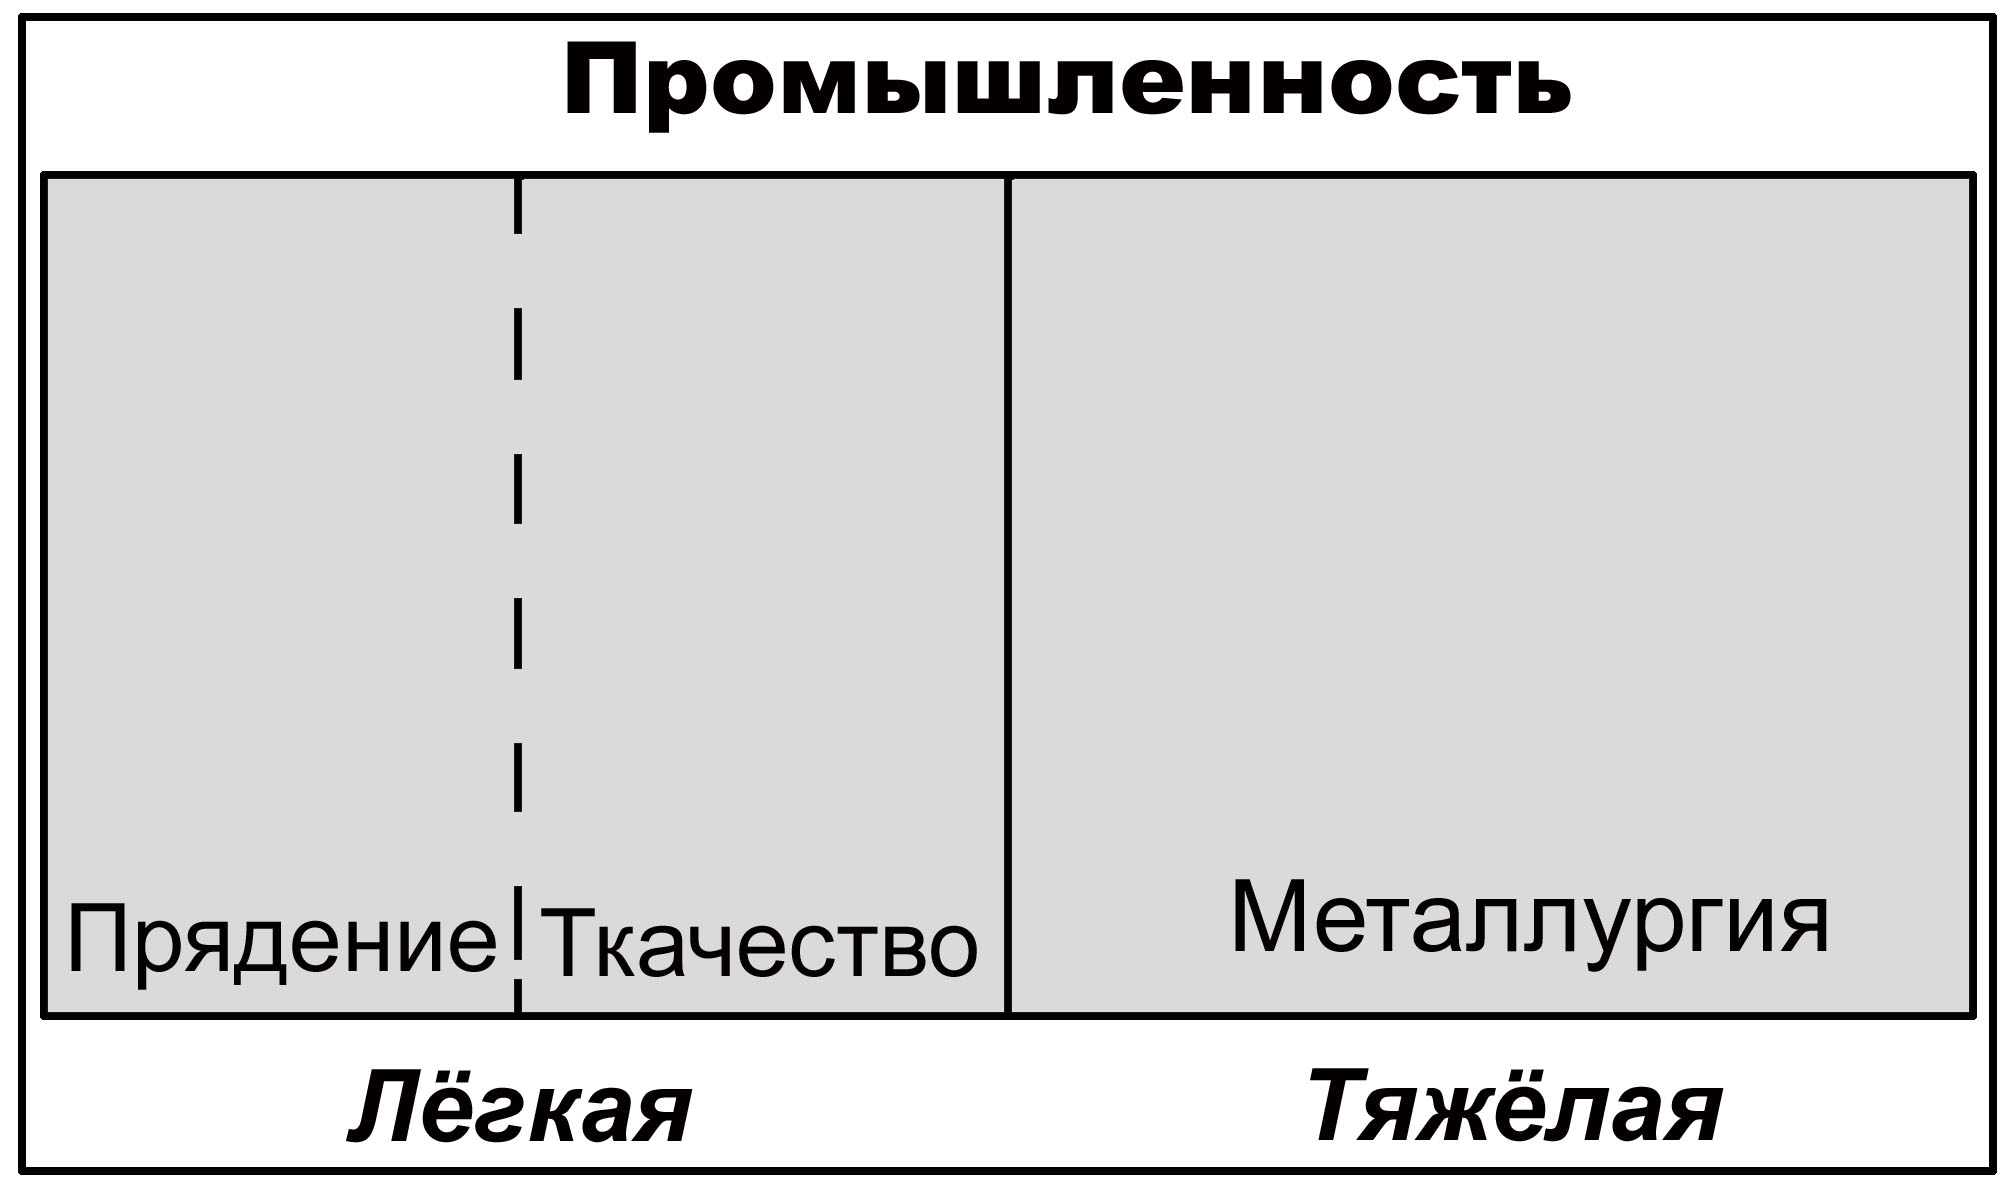 Промышленность
Прядение Ткачество Металлургия
Лёгкая Тяжёлая